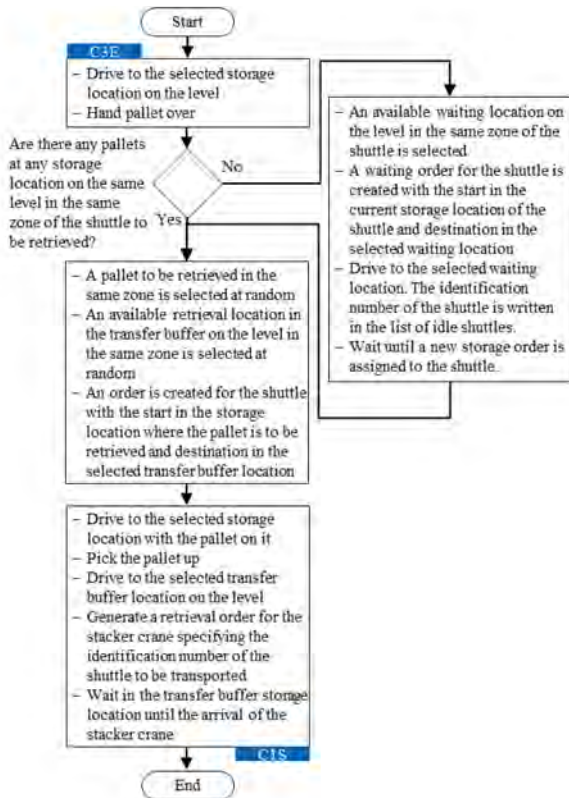 Start
C3E
– Drive to the selected storage
location on the level
– Hand pallet over
Are there any pallets
at any storage
location on the same
level in the same
zone of the shuttle to
be retrieved?
No
Yes
– An available waiting location on
the level in the same zone of the
shuttle is selected
– A waiting order for the shuttle is
created with the start in the
current storage location of the
shuttle and destination in the
selected waiting location
– Drive to the selected waiting
location. The identification
number of the shuttle is written
in the list of idle shuttles.
– Wait until a new storage order is
assigned to the shuttle.
– A pallet to be retrieved in the
same zone is selected at random
– An available retrieval location in
the transfer buffer on the level in
the same zone is selected at
random
– An order is created for the shuttle
with the start in the storage
location where the pallet is to be
retrieved and destination in the
selected transfer buffer location
– Drive to the selected storage
location with the pallet on it
– Pick the pallet up
– Drive to the selected transfer
buffer location on the level
– Generate a retrieval order for the
stacker crane specifying the
identification number of the
shuttle to be transported
– Wait in the transfer buffer storage
location until the arrival of the
stacker crane
C1S
End